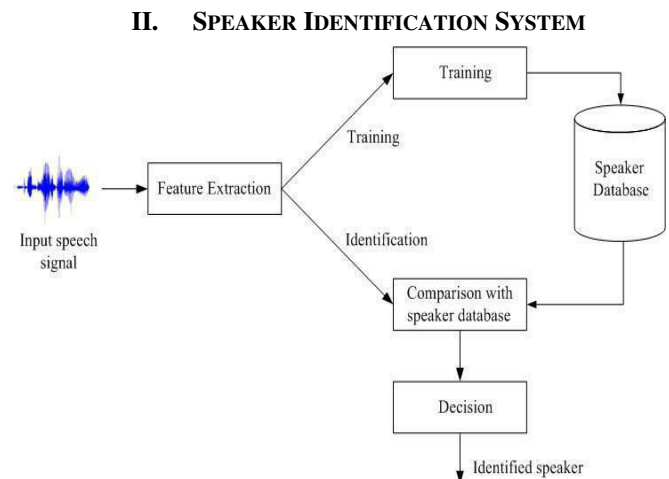 II. SPEAKER IDENTIFICATION SYSTEM
Training
Training
Speaker
Database
Feature Extraction
Input speech
signal
Identification
Comparison with
speaker database
Decision
Identified speaker